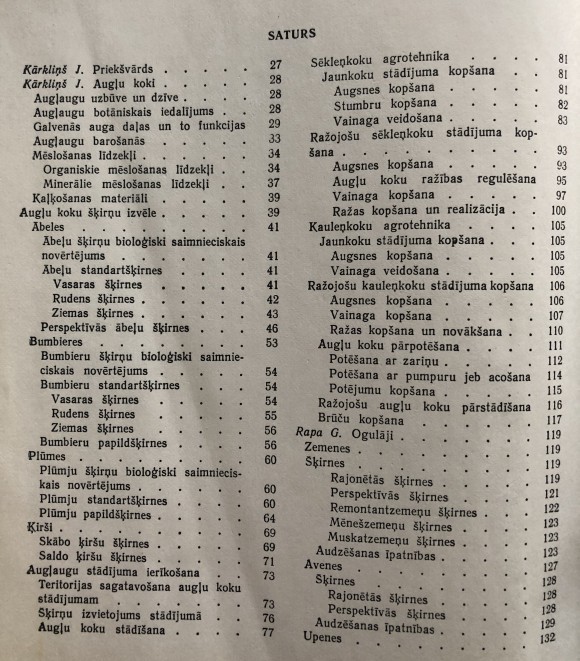 SATURS
Kārkliņš J. Priekšvārds . . . . . 27
Kārkliņš J. Augļu koki . . . . . 28
Augļaugu uzbūve un dzīve . . . . 28
Augļaugu botāniskais iedalījums . . . 28
Galvenās auga daļas un to funkcijas 29
Augļaugu barošanās . . . . . 33
Mēslošanas līdzekļi . . . . . 34
Organiskie mēslošanas līdzekļi . . 34
Minerālie mēslošanas līdzekļi . . 37
Kaļķošanas materiāli . . . . . 39
Augļu koku šķirņu izvēle . . . . 39
Ābeles . . . . . 41
Ābeļu šķirņu bioloģiski saimnieciskais
novērtējums . . . . . 41
Ābeļu standartšķirnes . . . . 41
Vasaras šķirnes . . . . . 41
Rudens šķirnes . . . . . 42
Ziemas šķirnes . . . . . 43
Perspektīvās ābeļu šķirnes . . . 46
Bumbieres . . . . . 53
Bumbieru šķirņu bioloģiski saimnie-
ciskais novērtējums . . . . . 54
Bumbieru standartšķirnes . . . . 54
Vasaras šķirnes . . . . . 54
Rudens šķirnes . . . . . 55
Ziemas šķirnes . . . . . 56
Bumbieru papildšķirnes . . . . 56
Plūmes . . . . . 60
Plūmju šķirņu bioloģiski saimniecis-
kais novērtējums . . . . . 60
Plūmju standartšķirnes . . . . 60
Plūmju papildšķirnes . . . . . 64
Ķirši . . . . . 69
Skābo ķiršu šķirnes . . . . . 69
Saldo ķiršu šķirnes . . . . . 71
Augļaugu stādījuma ierīkošana . . . 73
Teritorijas sagatavošana augļu koku
stādījumam . . . . . 73
Šķirņu izvietojums stādījumā . . . 76
Augļu koku stādīšana . . . . . 77
Sēkleņkoku agrotehnika . . . . 81
Jaunkoku stādījuma kopšana . . . 81
Augsnes kopšana . . . . . 81
Stumbru kopšana . . . . . 82
Vainaga veidošana . . . . . 83
Ražojošu sēkleņkoku stādījuma kop-
šana . . . . . 93
Augsnes kopšana . . . . . 93
Augļu koku ražības regulēšana 95
Vainaga kopšana . . . . . 97
Ražas kopšana un realizācija . . 100
Kauleņkoku agrotehnika . . . . 105
Jaunkoku stādījuma kopšana . . . 105
Augsnes kopšana . . . . . 105
Vainaga veidošana . . . . . 105
Ražojošu kauleņkoku stādījuma kopšana 106
Augsnes kopšana . . . . . 106
Vainaga kopšana . . . . . 107
Ražas kopšana un novākšana . . 110
Augļu koku pārpotēšana . . . . 111
Potēšana ar zariņu . . . . . 112
Potēšana ar pumpuru jeb acošana 114
Potējumu kopšana . . . . . 115
Ražojošu augļu koku pārstādīšana 116
Brūču kopšana . . . . . 117
Rapa G. Ogulāji . . . . . 119
Zemenes . . . . . 119
Šķirnes . . . . . 119
Rajonētās šķirnes . . . . . 119
Perspektīvās šķirnes . . . . 121
Remontantzemeņu šķirnes . . . 122
Mēnešzemeņu šķirnes . . . . 123
Muskatzemeņu šķirnes . . . . 123
Audzēšanas īpatnības . . . . . 123
Avenes . . . . . 127
Šķirnes . . . . . 128
Rajonētās šķirnes . . . . . 128
Perspektīvās šķirnes . . . . 128
Audzēšanas īpatnības . . . . . 129
Upenes . . . . . 132